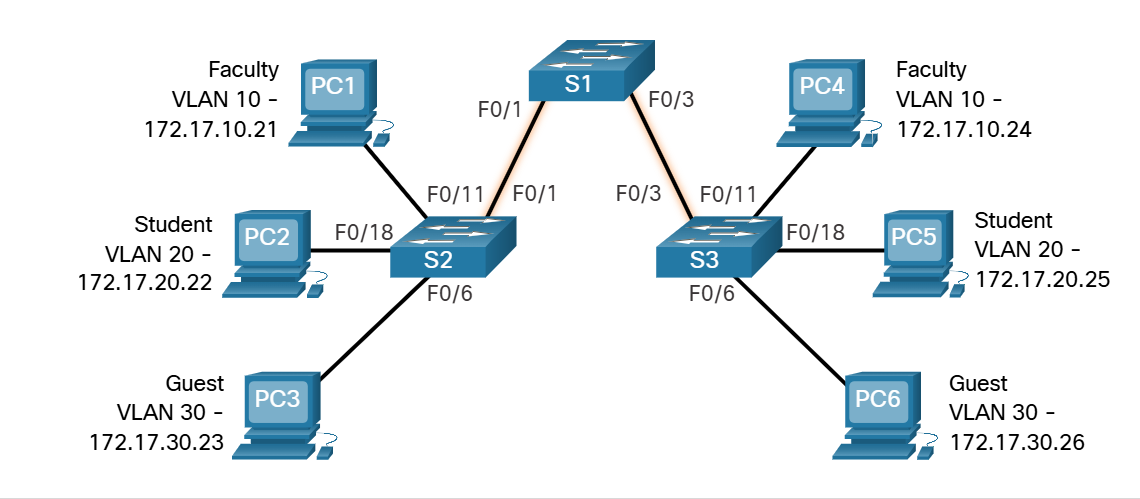 Faculty
VLAN 10 -
172.17.10.21
PC1
S1
F0/1
F0/3
PC4
Faculty
VLAN 10 -
172.17.10.24
Student
VLAN 20 -
172.17.20.22
PC2
F0/18
F0/11
F0/1
S2
F0/6
F0/3
F0/11
S3
F0/18
F0/6
PC5
Student
VLAN 20 -
172.17.20.25
Guest
VLAN 30 -
172.17.30.23
PC3
PC6
Guest
VLAN 30 -
172.17.30.26